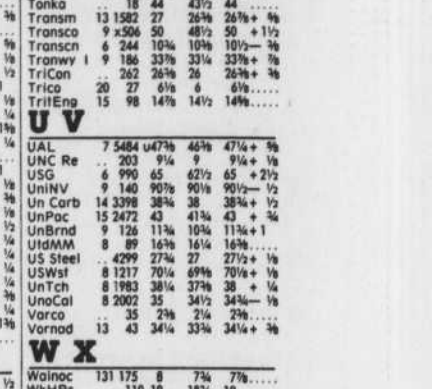 Tonka .. 18 44 43½ 44 .....
Transm 13 1582 27 26⅜ 26⅞+ ⅜
Transco 9 x506 50 48½ 50 +1½
Transcn 6 244 10¾ 10⅜ 10½— ⅜
Tranwy I 9 186 33⅞ 33¼ 33⅞+ ⅞
TriCon .. 262 26⅜ 26 26⅜+ ⅜
Trico 20 27 6⅛ 6 6⅛.....
TritEng 15 98 14⅞ 14½ 14⅝.....
U V
UAL 7 5484 u47⅜ 46⅜ 47¼+ ⅝
UNC Re .. 203 9¼ 9 9¼+ ⅛
USG 6 990 65 62½ 65 +2½
UniNV 9 140 90⅞ 90⅛ 90½— ½
Un Carb 14 3398 38¾ 38 38¾+ ½
UnPac 15 2472 43 41¾ 43 + ¾
UnBrnd 9 126 11¾ 10¾ 11¾+1
UtdMM 8 89 16⅜ 16¼ 16⅜.....
US Steel .. 4299 27¾ 27 27½+ ⅛
USWst 8 1217 70¼ 69⅝ 70⅛+ ⅛
UnTch 8 1983 38¼ 37⅜ 38 + ¼
UnoCal 8 2002 35 34½ 34¾— ⅛
Varco .. 35 2⅜ 2¼ 2⅜.....
Vornad 13 43 34¼ 33¾ 34¼+ ⅜
W X
Wainoc 131 175 8 7¾ 7⅞.....